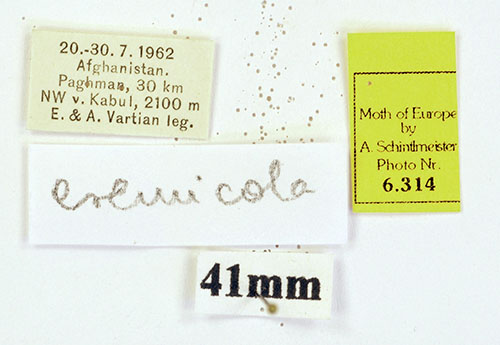 20.-30. 7. 1962
Afghanistan.
Paghman, 30 km
NW v. Kabul, 2100 m
E. & A. Vartian leg.
Moth of Europe
by
A. Schintlmeister
Photo Nr.
6.314
eremicola
41mm